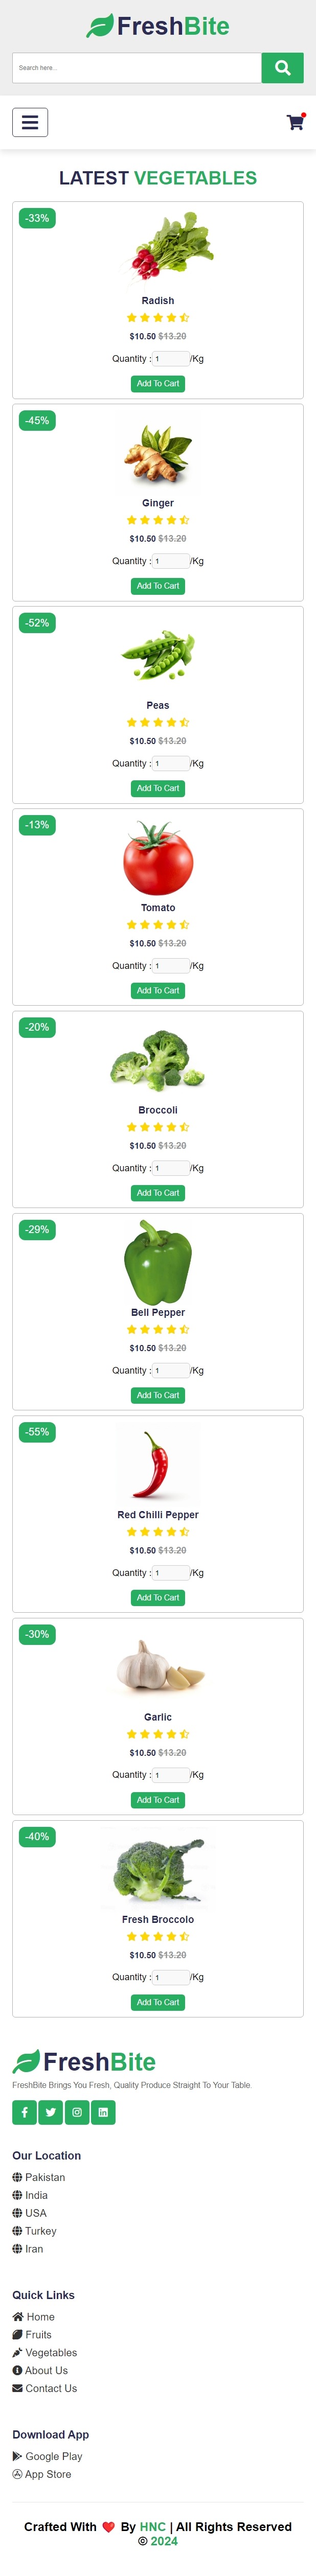 FreshBite
Search here...
LATEST VEGETABLES
-33%
Radish
$10.50 $13.20
Quantity : 1 /Kg
Add To Cart
-45%
Ginger
$10.50 $13.20
Quantity : 1 /Kg
Add To Cart
-52%
Peas
$10.50 $13.20
Quantity : 1 /Kg
Add To Cart
-13%
Tomato
$10.50 $13.20
Quantity : 1 /Kg
Add To Cart
-20%
Broccoli
$10.50 $13.20
Quantity : 1 /Kg
Add To Cart
-29%
Bell Pepper
$10.50 $13.20
Quantity : 1 /Kg
Add To Cart
-55%
Red Chilli Pepper
$10.50 $13.20
Quantity : 1 /Kg
Add To Cart
-30%
Garlic
$10.50 $13.20
Quantity : 1 /Kg
Add To Cart
-40%
Fresh Broccolo
$10.50 $13.20
Quantity : 1 /Kg
Add To Cart
FreshBite
FreshBite Brings You Fresh, Quality Produce Straight To Your Table.
Our Location
Pakistan
India
USA
Turkey
Iran
Quick Links
Home
Fruits
Vegetables
About Us
Contact Us
Download App
Google Play
App Store
Crafted With ❤️ By HNC | All Rights Reserved
© 2024